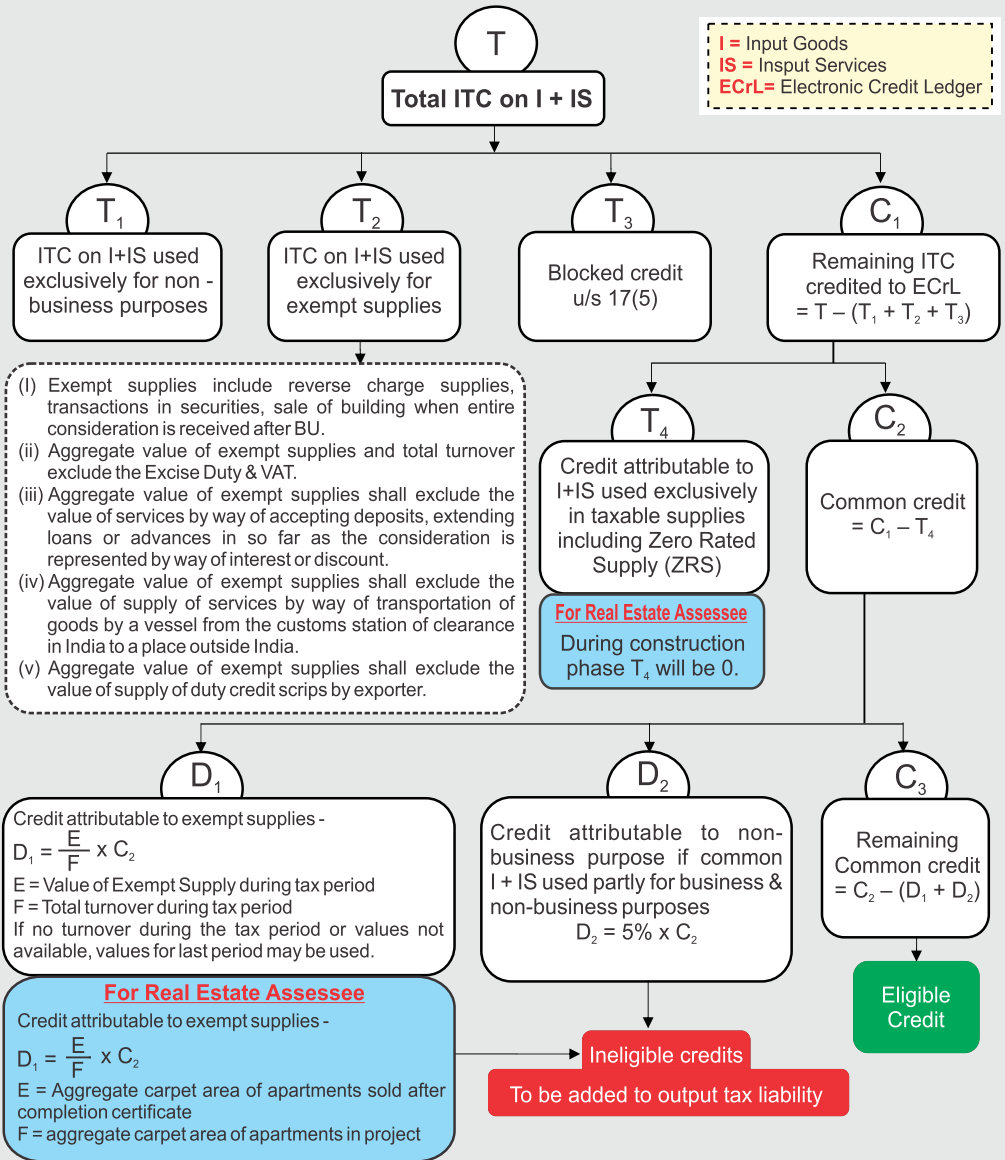 T
Total ITC on I + IS
I = Input Goods
IS = Insput Services
ECrL= Electronic Credit Ledger
T₁
ITC on I+IS used
exclusively for non -
business purposes
T₂
ITC on I+IS used
exclusively for
exempt supplies
T₃
Blocked credit
u/s 17(5)
C₁
Remaining ITC
credited to ECrL
= T – (T₁ + T₂ + T₃)
(I) Exempt supplies include reverse charge supplies,
transactions in securities, sale of building when entire
consideration is received after BU.
(ii) Aggregate value of exempt supplies and total turnover
exclude the Excise Duty & VAT.
(iii) Aggregate value of exempt supplies shall exclude the
value of services by way of accepting deposits, extending
loans or advances in so far as the consideration is
represented by way of interest or discount.
(iv) Aggregate value of exempt supplies shall exclude the
value of supply of services by way of transportation of
goods by a vessel from the customs station of clearance
in India to a place outside India.
(v) Aggregate value of exempt supplies shall exclude the
value of supply of duty credit scrips by exporter.
T₄
Credit attributable to
I+IS used exclusively
in taxable supplies
including Zero Rated
Supply (ZRS)
For Real Estate Assessee
During construction
phase T₄ will be 0.
C₂
Common credit
= C₁ – T₄
D₁
Credit attributable to exempt supplies -
D₁ = E/F x C₂
E = Value of Exempt Supply during tax period
F = Total turnover during tax period
If no turnover during the tax period or values not
available, values for last period may be used.
For Real Estate Assessee
Credit attributable to exempt supplies -
D₁ = E/F x C₂
E = Aggregate carpet area of apartments sold after
completion certificate
F = aggregate carpet area of apartments in project
D₂
Credit attributable to non-
business purpose if common
I + IS used partly for business &
non-business purposes
D₂ = 5% x C₂
Ineligible credits
To be added to output tax liability
C₃
Remaining
Common credit
= C₂ – (D₁ + D₂)
Eligible
Credit